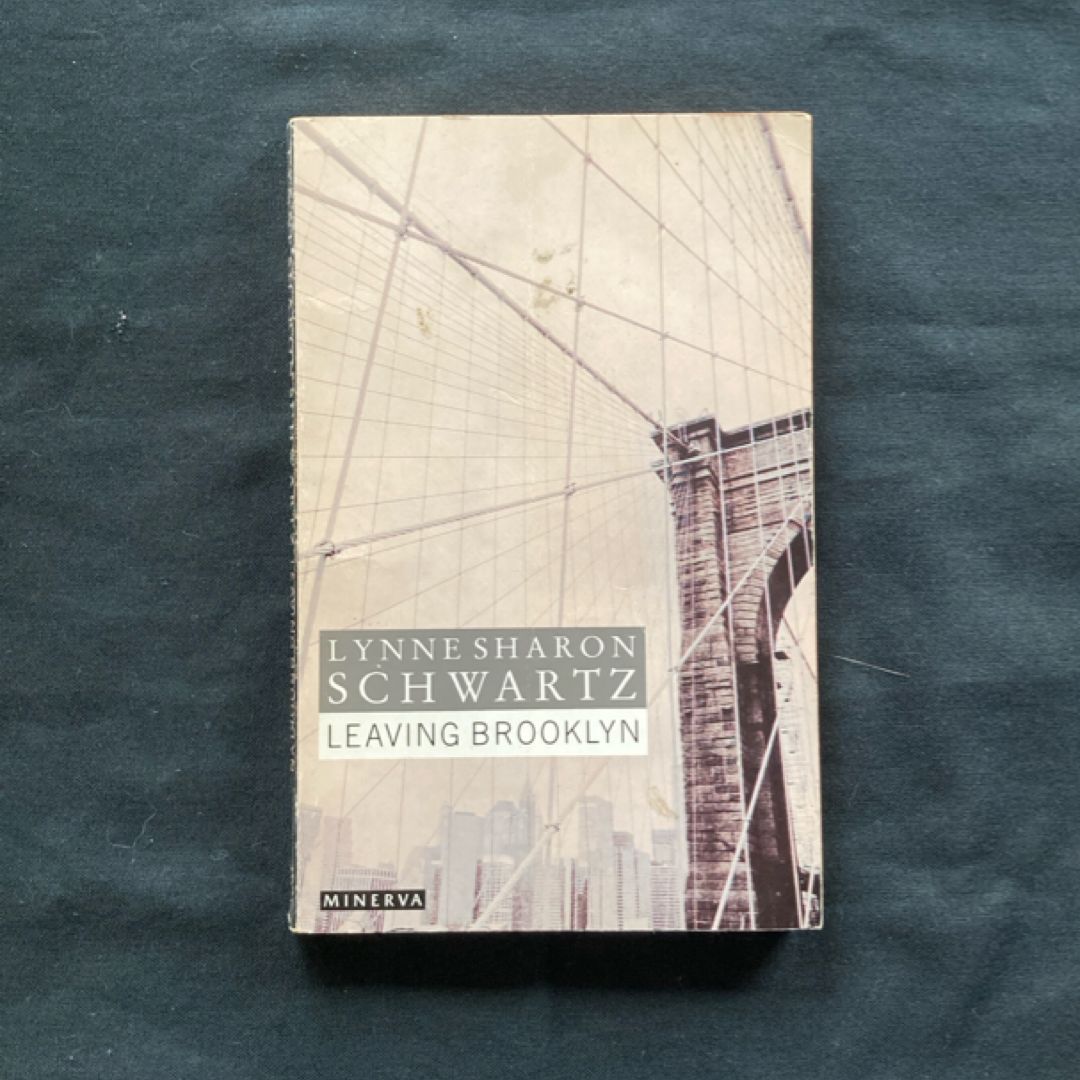 LYNNE SHARON
SCHWARTZ
LEAVING BROOKLYN
MINERVA